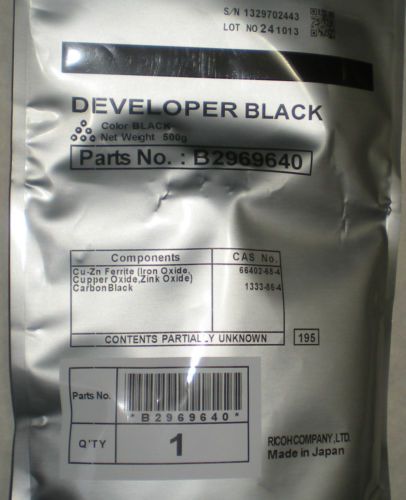 S/N 1329702443
LOT NO 241013
DEVELOPER BLACK
Color BLACK
Net Weight 500g
Parts No. : B2969640
Components CAS No.
Cu-Zn Ferrite (Iron Oxide, 66402-68-4
Cupper Oxide,Zink Oxide)
CarbonBlack 1333-86-4
CONTENTS PARTIALLY UNKNOWN 195
Parts No.
*B2969640*
Q'TY 1
RICOH COMPANY,LTD.
Made in Japan